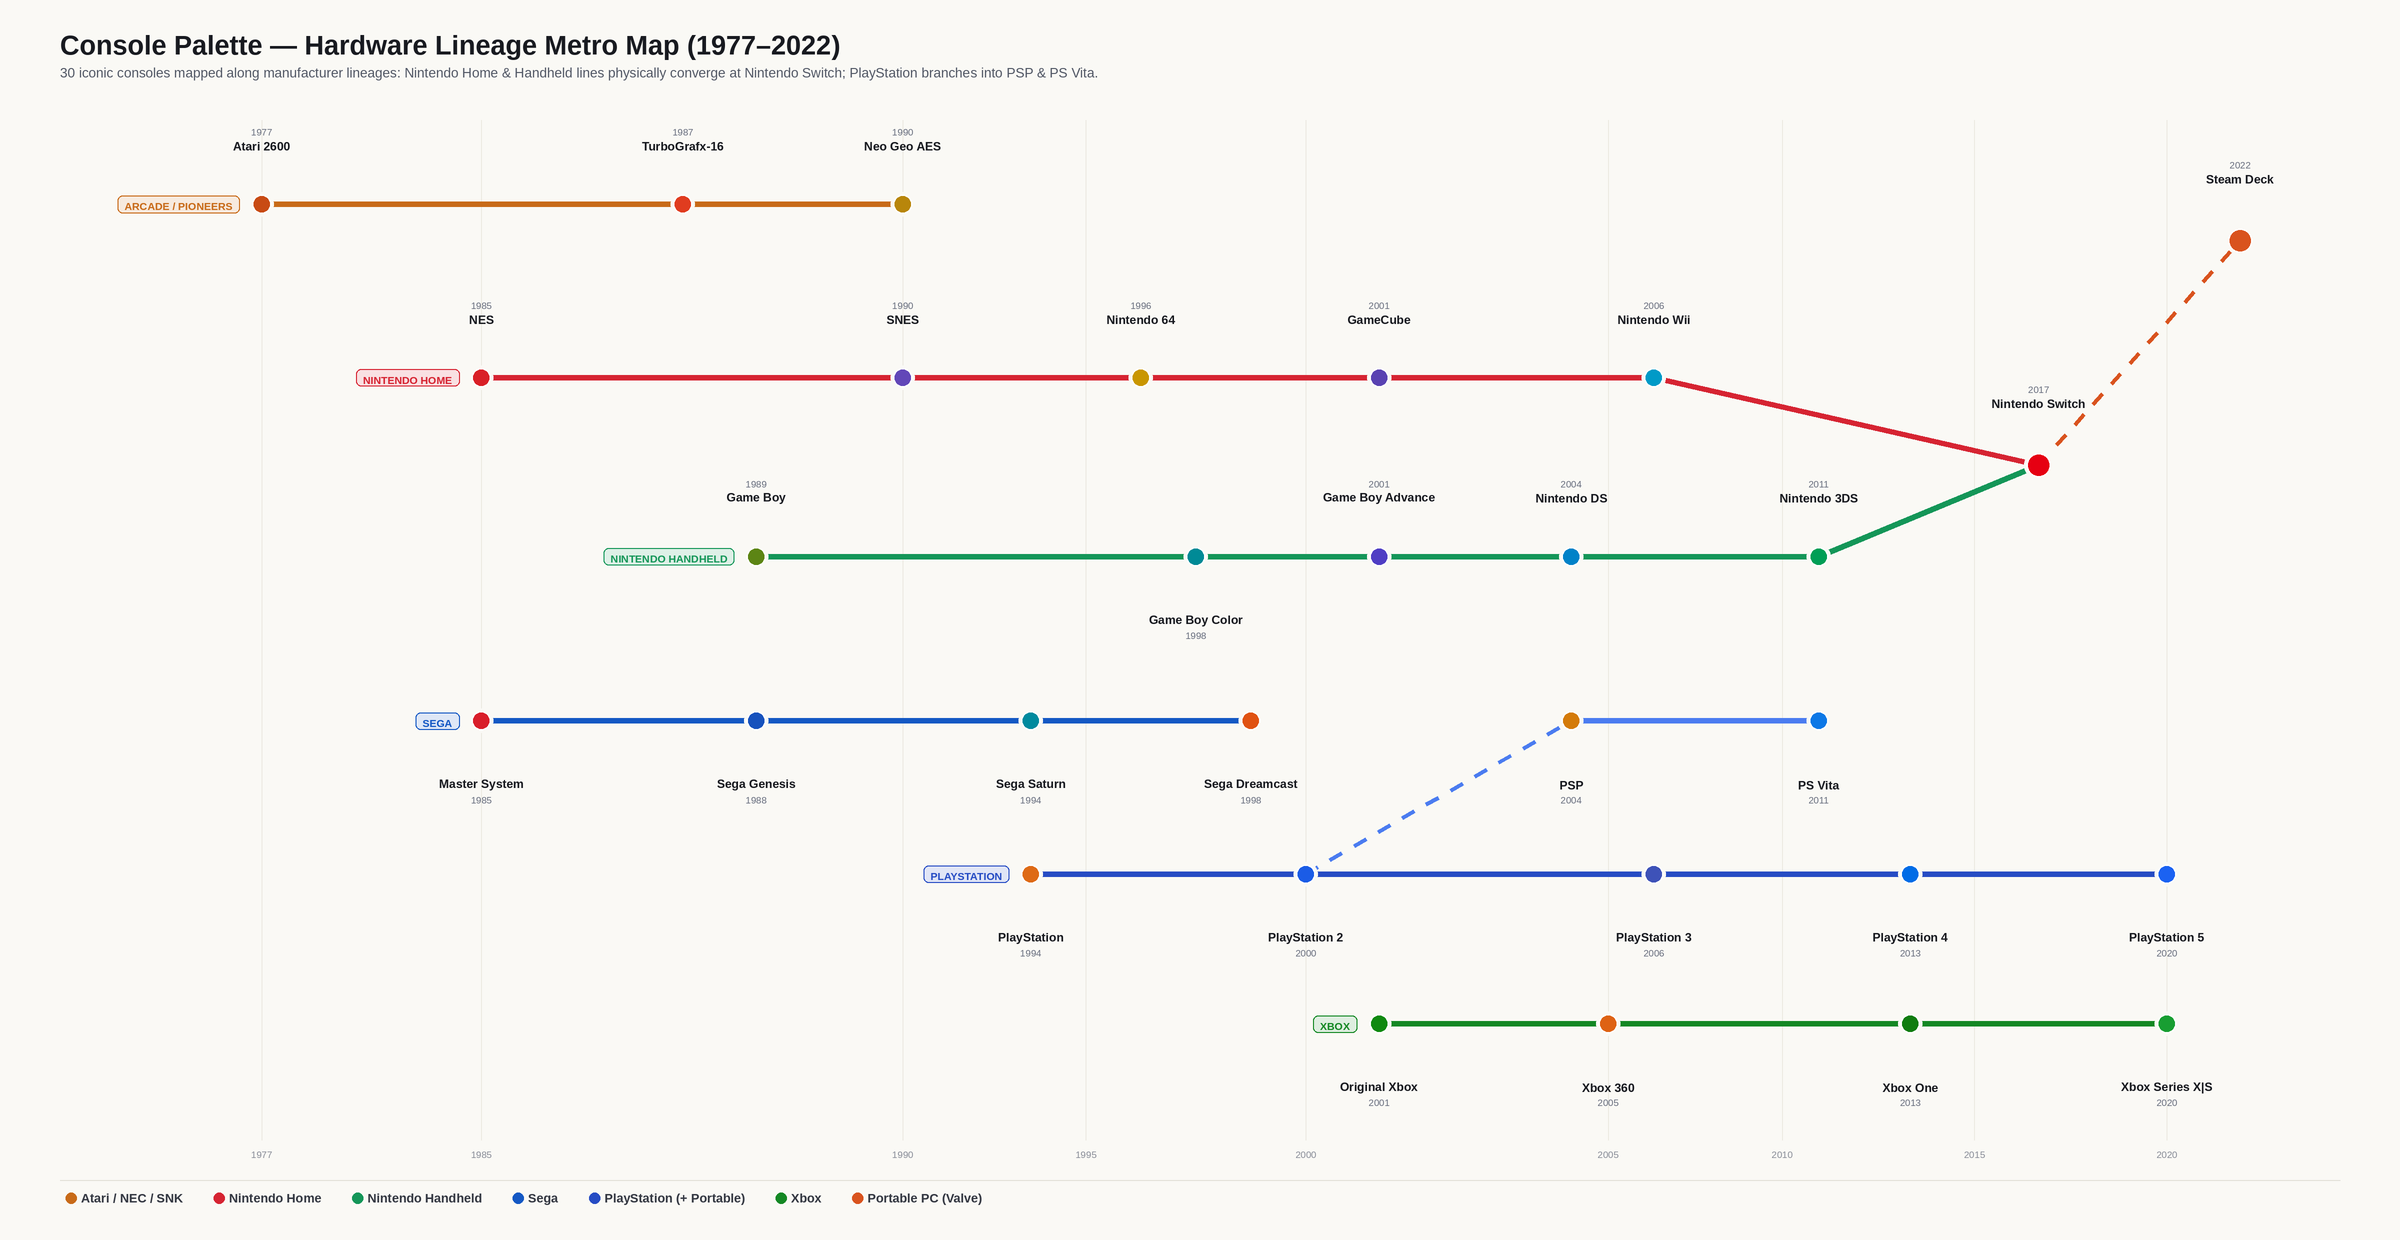 Console Palette — Hardware Lineage Metro Map (1977–2022)
30 iconic consoles mapped along manufacturer lineages: Nintendo Home & Handheld lines physically converge at Nintendo Switch; PlayStation branches into PSP & PS Vita.
1977
Atari 2600
1987
TurboGrafx-16
1990
Neo Geo AES
2022
Steam Deck
ARCADE / PIONEERS
1985
NES
1990
SNES
1996
Nintendo 64
2001
GameCube
2006
Nintendo Wii
NINTENDO HOME
2017
Nintendo Switch
1989
Game Boy
2001
Game Boy Advance
2004
Nintendo DS
2011
Nintendo 3DS
NINTENDO HANDHELD
Game Boy Color
1998
SEGA
Master System
1985
Sega Genesis
1988
Sega Saturn
1994
Sega Dreamcast
1998
PSP
2004
PS Vita
2011
PLAYSTATION
PlayStation
1994
PlayStation 2
2000
PlayStation 3
2006
PlayStation 4
2013
PlayStation 5
2020
XBOX
Original Xbox
2001
Xbox 360
2005
Xbox One
2013
Xbox Series X|S
2020
1977 1985 1990 1995 2000 2005 2010 2015 2020
Atari / NEC / SNK Nintendo Home Nintendo Handheld Sega PlayStation (+ Portable) Xbox Portable PC (Valve)